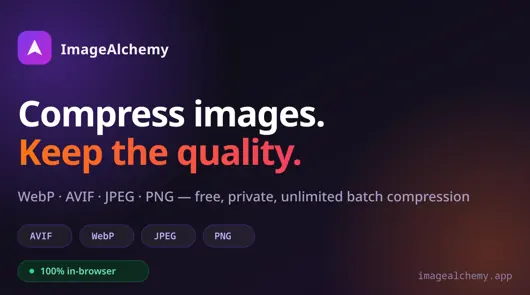 ImageAlchemy
Compress images.
Keep the quality.
WebP · AVIF · JPEG · PNG — free, private, unlimited batch compression
AVIF WebP JPEG PNG
100% in-browser
imagealchemy.app